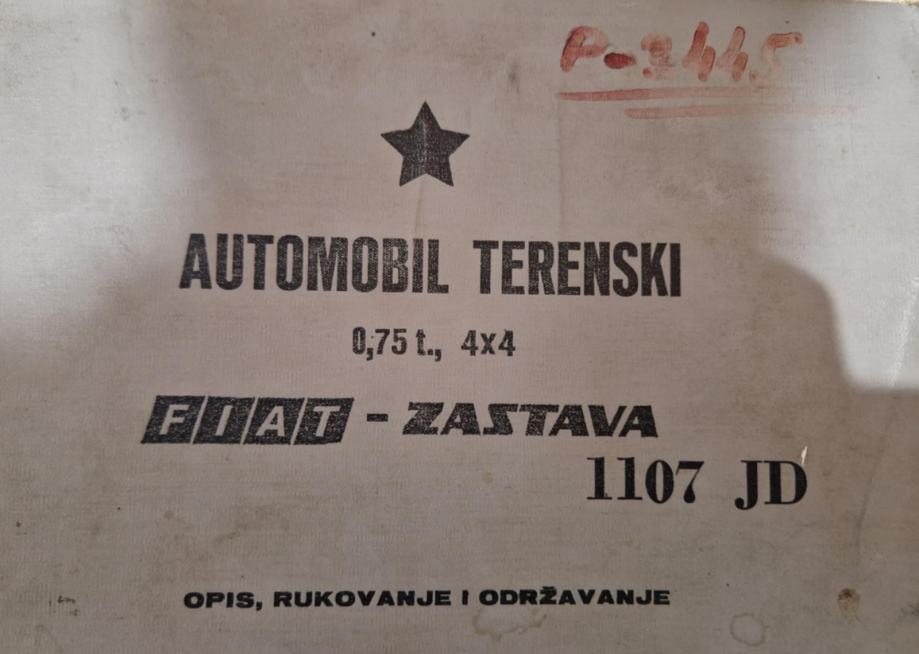 P-3445
AUTOMOBIL TERENSKI
0,75 t., 4x4
FIAT - ZASTAVA
1107 JD
OPIS, RUKOVANJE I ODRŽAVANJE